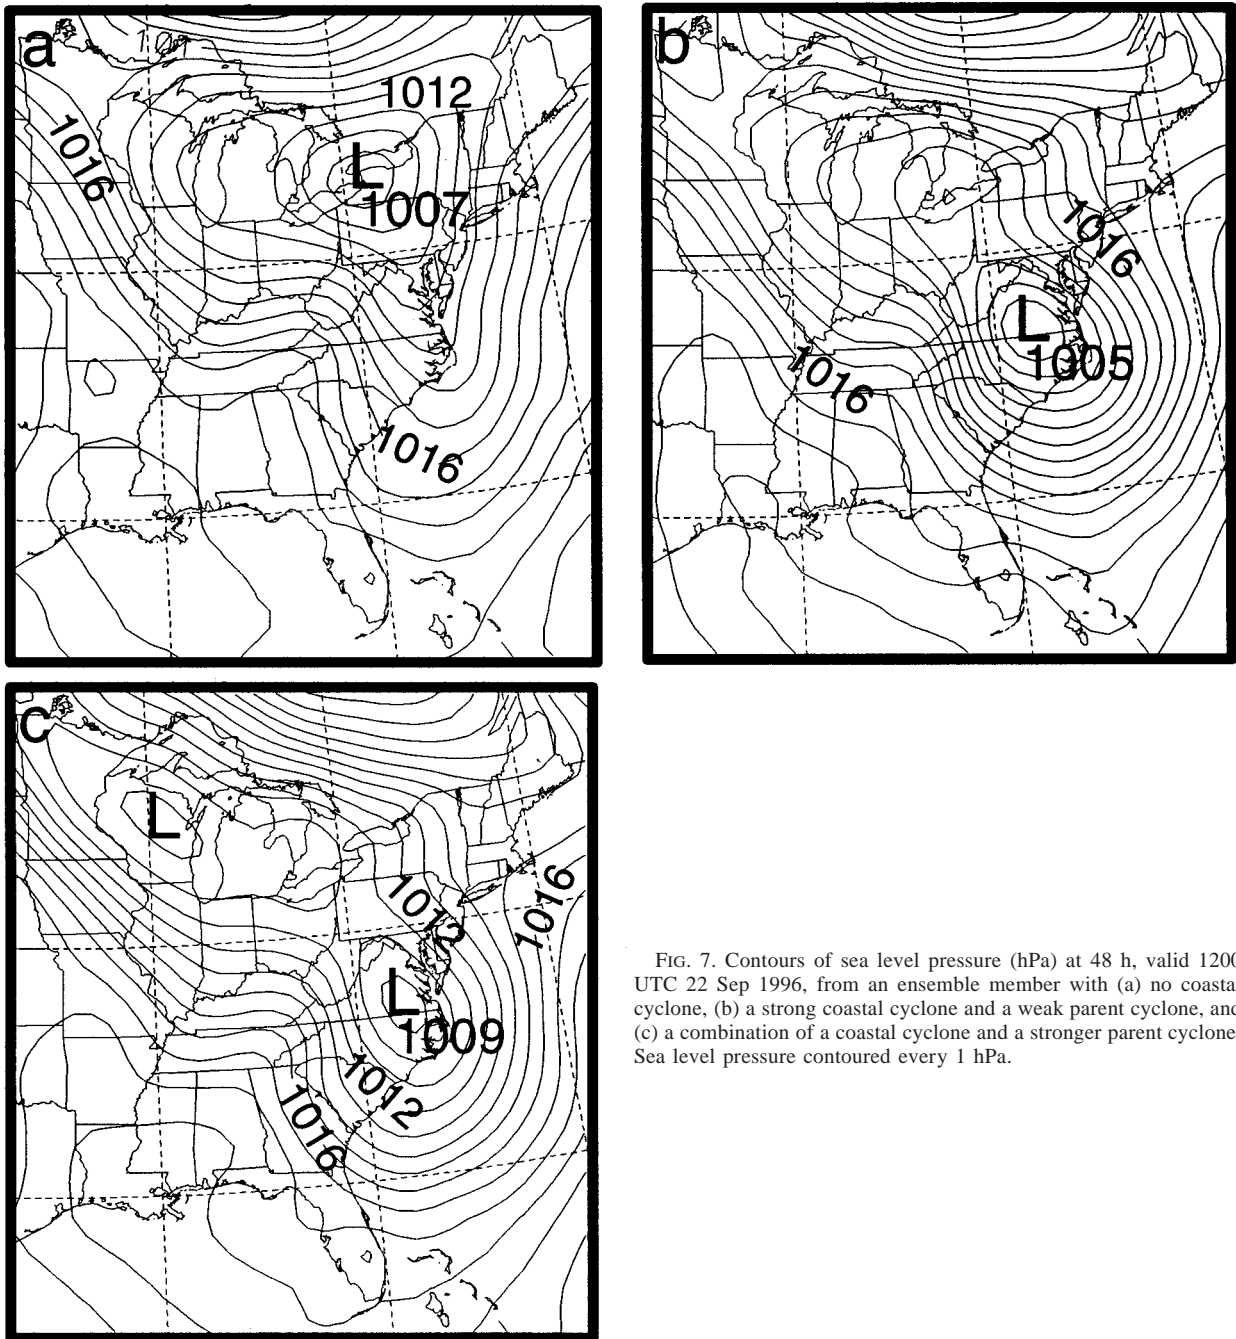 a
1012
1016
L
1007
1016
b
1016
L
1005
1016
c
L
1012
1016
L
1009
1012
1016
FIG. 7. Contours of sea level pressure (hPa) at 48 h, valid 1200
UTC 22 Sep 1996, from an ensemble member with (a) no coasta
cyclone, (b) a strong coastal cyclone and a weak parent cyclone, and
(c) a combination of a coastal cyclone and a stronger parent cyclone
Sea level pressure contoured every 1 hPa.